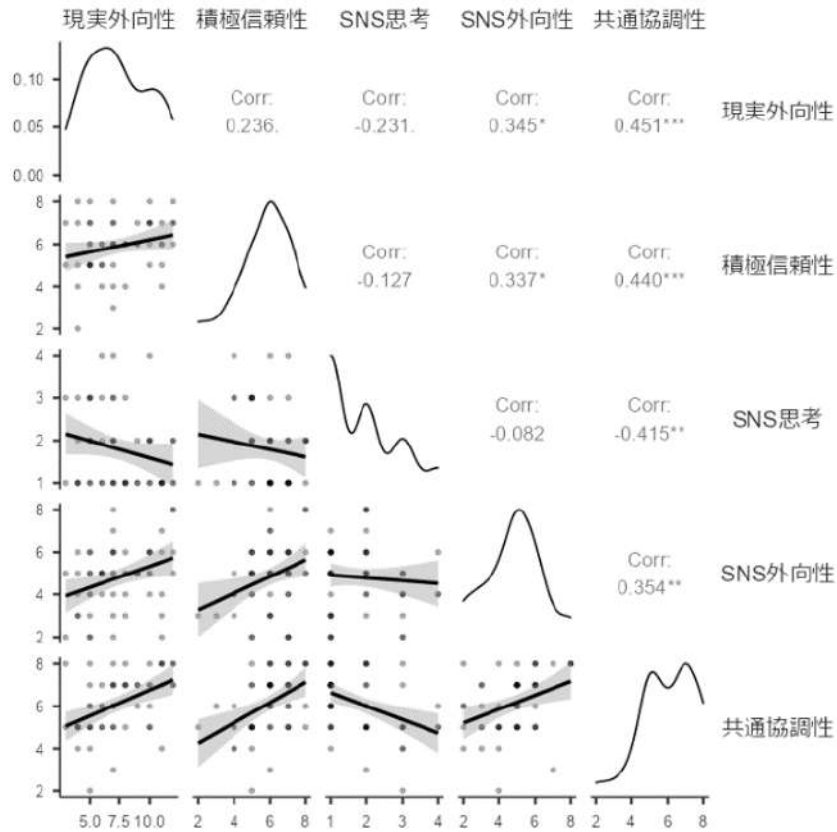 現実外向性 積極信頼性 SNS思考 SNS外向性 共通協調性
0.10
0.05
0.00
Corr:
0.236.
Corr:
-0.231.
Corr:
0.345*
Corr:
0.451***
現実外向性
8
6
4
2
Corr:
-0.127
Corr:
0.337*
Corr:
0.440***
積極信頼性
4
3
2
1
Corr:
-0.082
Corr:
-0.415**
SNS思考
8
6
4
2
Corr:
0.354**
SNS外向性
8
6
4
2
共通協調性
5.0 7.5 10.0 2 4 6 8 1 2 3 4 2 4 6 8 2 4 6 8